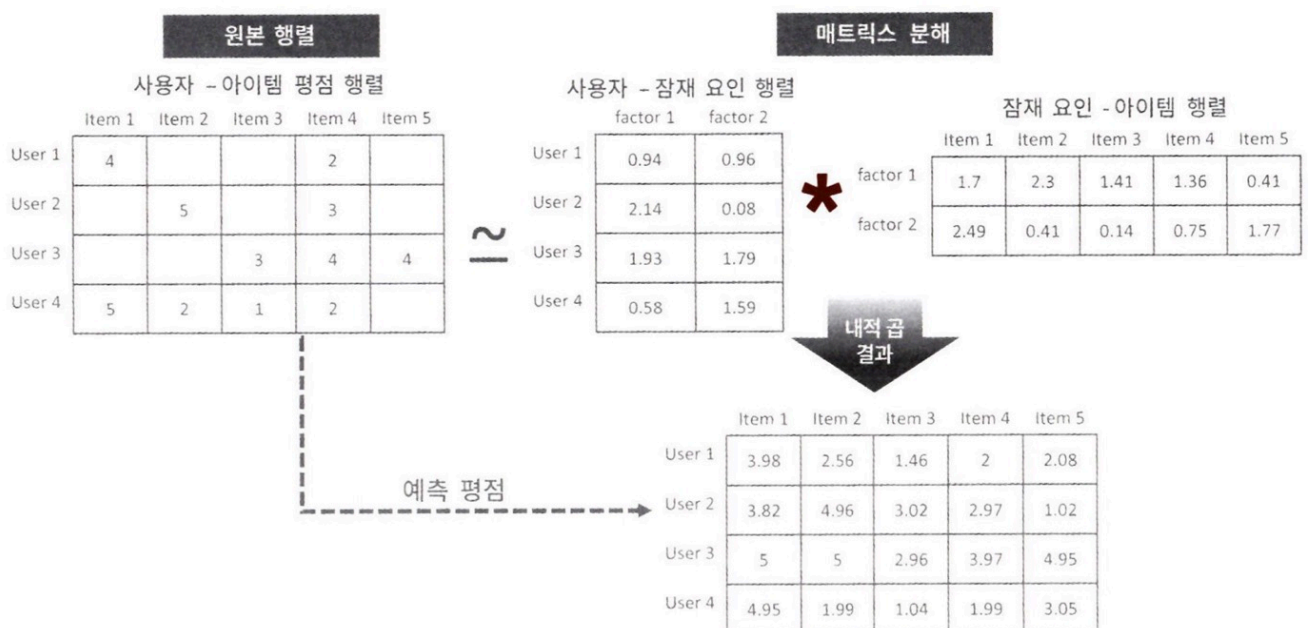 원본 행렬
매트릭스 분해
사용자 – 아이템 평점 행렬
Item 1 Item 2 Item 3 Item 4 Item 5
User 1 4 2
User 2 5 3
User 3 3 4 4
User 4 5 2 1 2
~
사용자 – 잠재 요인 행렬
factor 1 factor 2
User 1 0.94 0.96
User 2 2.14 0.08
User 3 1.93 1.79
User 4 0.58 1.59
*
잠재 요인 - 아이템 행렬
Item 1 Item 2 Item 3 Item 4 Item 5
factor 1 1.7 2.3 1.41 1.36 0.41
factor 2 2.49 0.41 0.14 0.75 1.77
내적 곱
결과
예측 평점
Item 1 Item 2 Item 3 Item 4 Item 5
User 1 3.98 2.56 1.46 2 2.08
User 2 3.82 4.96 3.02 2.97 1.02
User 3 5 5 2.96 3.97 4.95
User 4 4.95 1.99 1.04 1.99 3.05